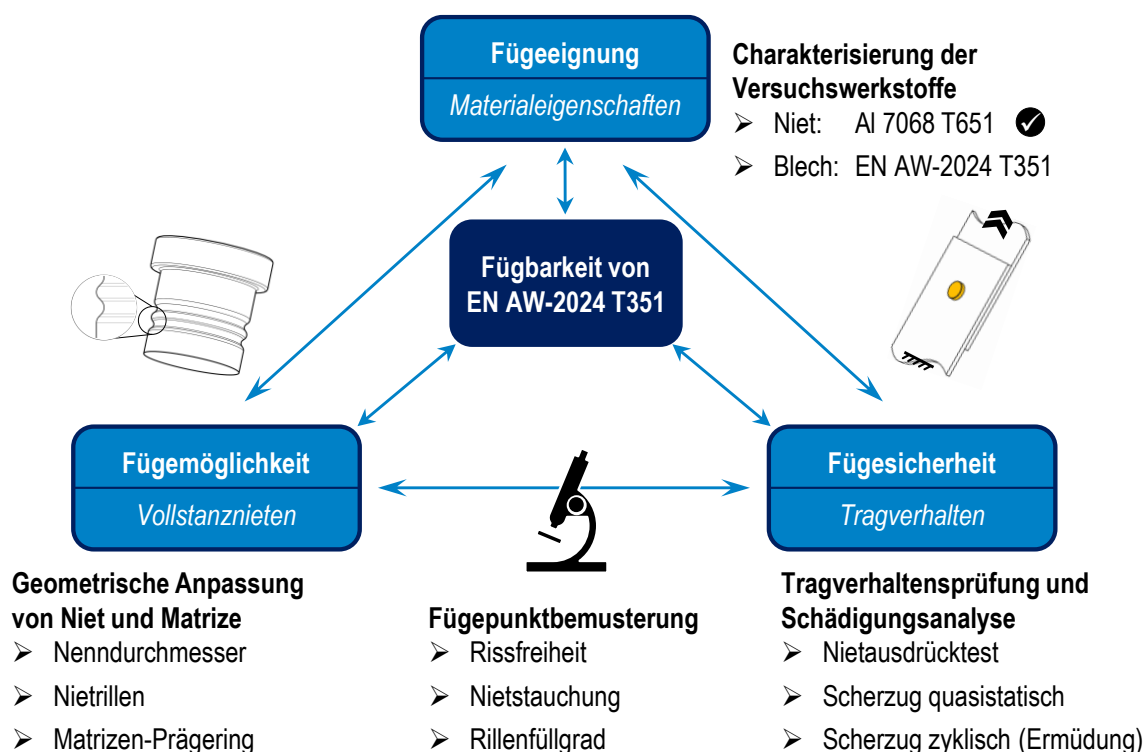 Fügeeignung
Materialeigenschaften
Charakterisierung der
Versuchswerkstoffe
➢ Niet: Al 7068 T651
➢ Blech: EN AW-2024 T351
Fügbarkeit von
EN AW-2024 T351
Fügemöglichkeit
Vollstanznieten
Fügesicherheit
Tragverhalten
Geometrische Anpassung
von Niet und Matrize
➢ Nenndurchmesser
➢ Nietrillen
➢ Matrizen-Prägering
Fügepunktbemusterung
➢ Rissfreiheit
➢ Nietstauchung
➢ Rillenfüllgrad
Tragverhaltensprüfung und
Schädigungsanalyse
➢ Nietausdrücktest
➢ Scherzug quasistatisch
➢ Scherzug zyklisch (Ermüdung)